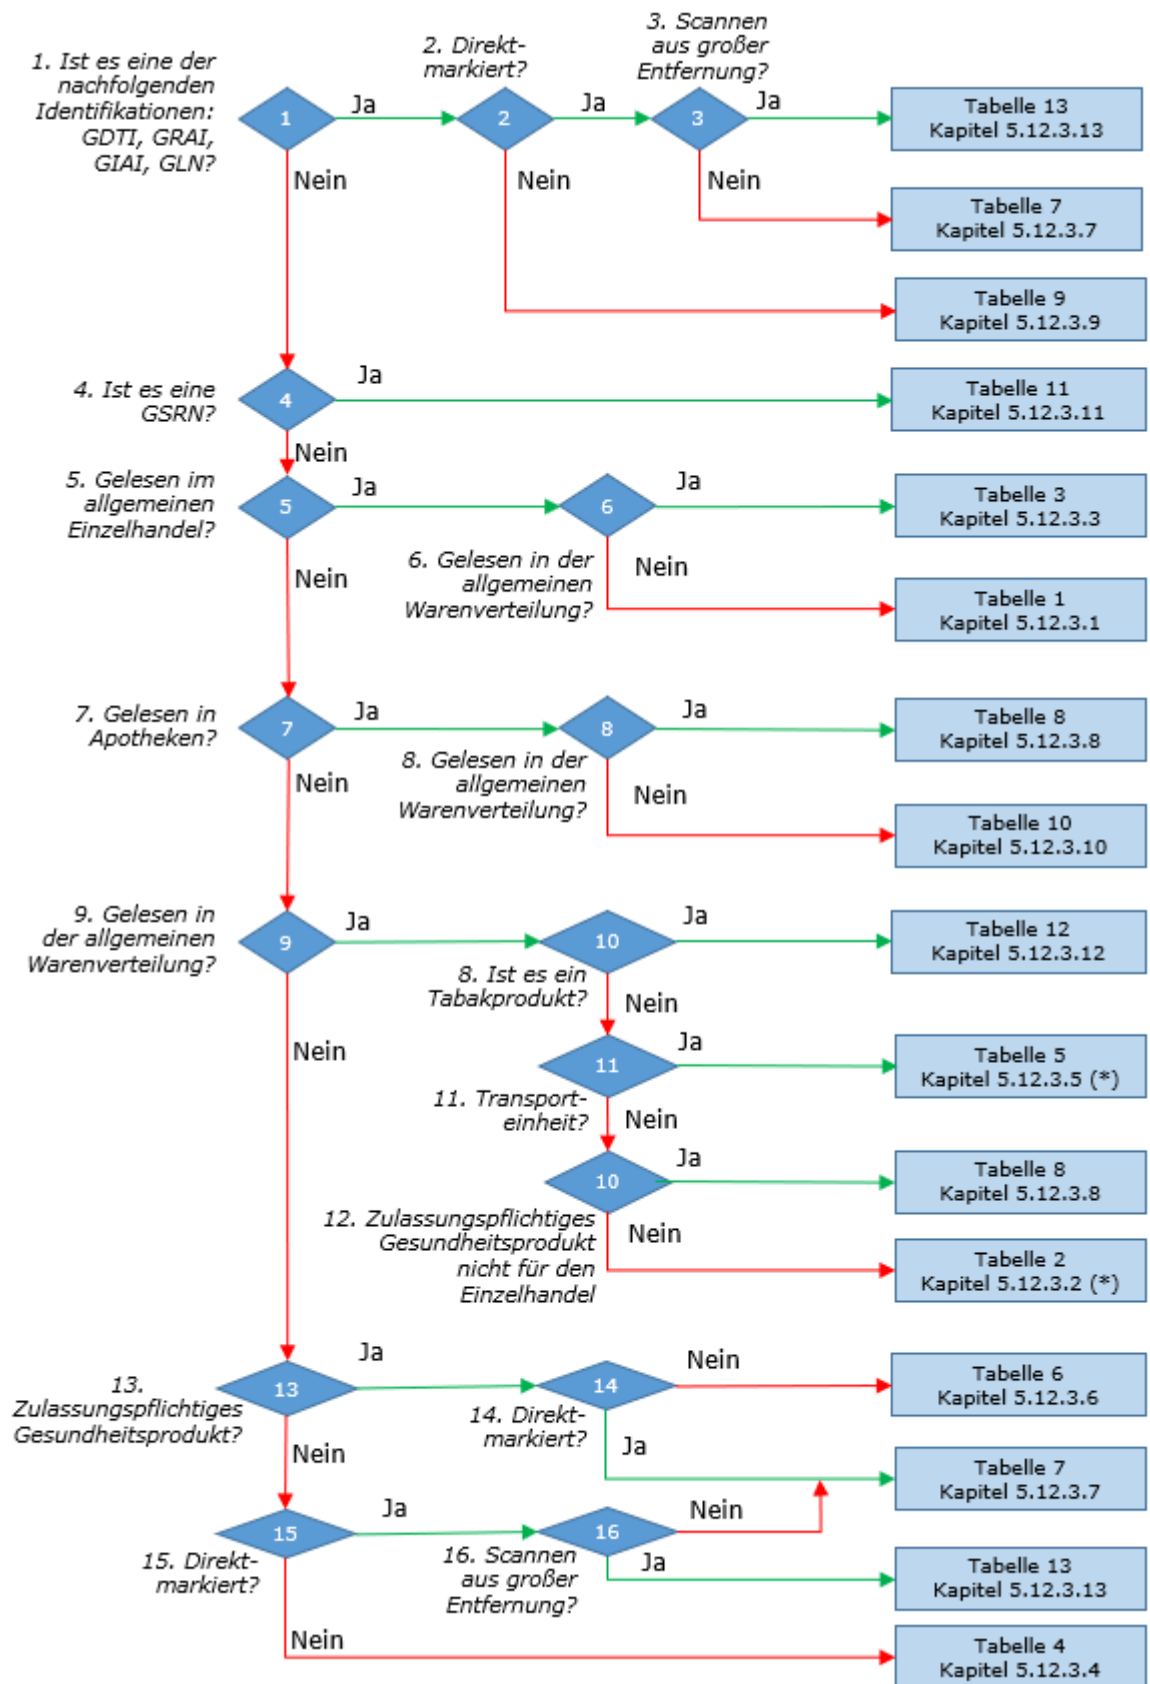 1. Ist es eine der
nachfolgenden
Identifikationen:
GDTI, GRAI,
GIAI, GLN?
1
Ja
2. Direkt-
markiert?
2
Ja
3. Scannen
aus großer
Entfernung?
3
Ja
Tabelle 13
Kapitel 5.12.3.13
Nein
Nein
Nein
Tabelle 7
Kapitel 5.12.3.7
Tabelle 9
Kapitel 5.12.3.9
4. Ist es eine
GSRN?
4
Ja
Tabelle 11
Kapitel 5.12.3.11
Nein
5. Gelesen im
allgemeinen
Einzelhandel?
5
Ja
6
Ja
Tabelle 3
Kapitel 5.12.3.3
Nein
6. Gelesen in der
allgemeinen
Warenverteilung?
Nein
Tabelle 1
Kapitel 5.12.3.1
7. Gelesen in
Apotheken?
7
Ja
8
Ja
Tabelle 8
Kapitel 5.12.3.8
Nein
8. Gelesen in der
allgemeinen
Warenverteilung?
Nein
Tabelle 10
Kapitel 5.12.3.10
9. Gelesen in
der allgemeinen
Warenverteilung?
9
Ja
10
Ja
Tabelle 12
Kapitel 5.12.3.12
8. Ist es ein
Tabakprodukt?
Nein
Nein
11
Ja
Tabelle 5
Kapitel 5.12.3.5 (*)
11. Transport-
einheit?
Nein
10
Ja
Tabelle 8
Kapitel 5.12.3.8
12. Zulassungspflichtiges
Gesundheitsprodukt
nicht für den
Einzelhandel
Nein
Tabelle 2
Kapitel 5.12.3.2 (*)
13.
Zulassungspflichtiges
Gesundheitsprodukt?
13
Ja
14
Nein
Tabelle 6
Kapitel 5.12.3.6
14. Direkt-
markiert?
Ja
Nein
Tabelle 7
Kapitel 5.12.3.7
15. Direkt-
markiert?
15
Ja
16
Nein
16. Scannen
aus großer
Entfernung?
Ja
Tabelle 13
Kapitel 5.12.3.13
Nein
Tabelle 4
Kapitel 5.12.3.4